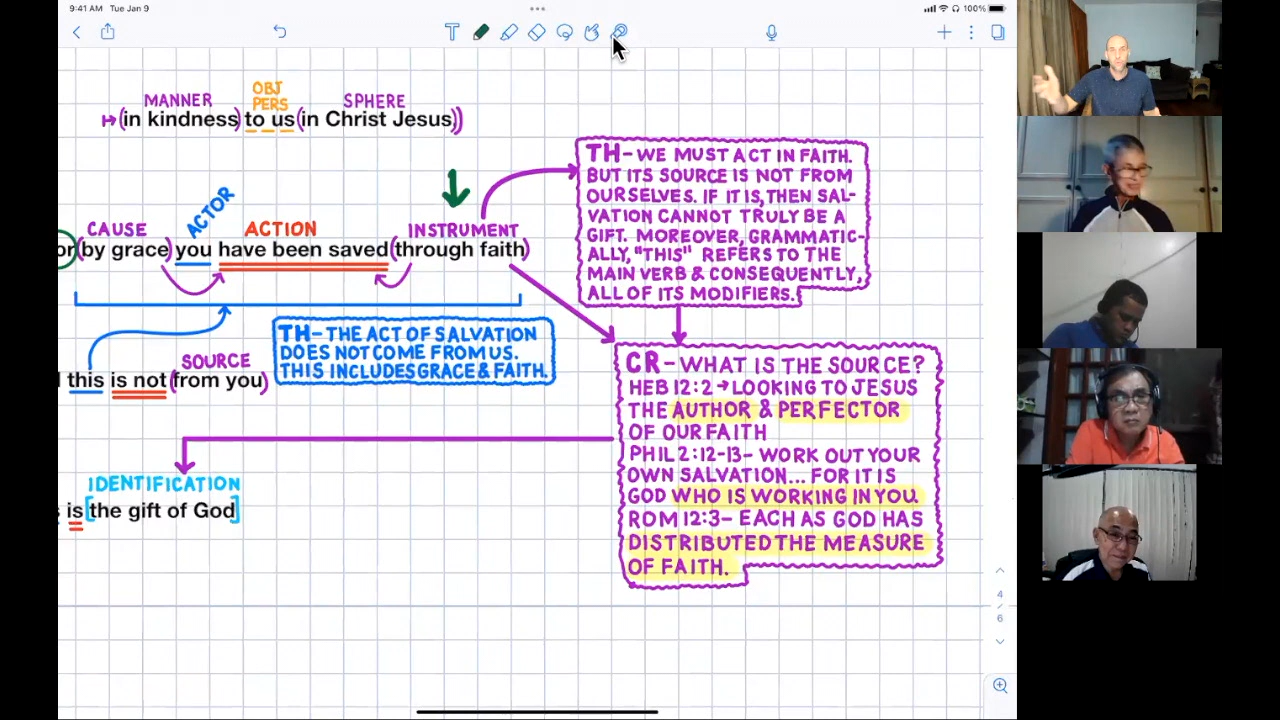 9:41 AM Tue Jan 9
100%
MANNER
OBJ
PERS
SPHERE
(in kindness) to us (in Christ Jesus.))
CAUSE
ACTOR
ACTION
INSTRUMENT
(by grace) you have been saved (through faith)
TH-THE ACT OF SALVATION
DOES NOT COME FROM US.
THIS INCLUDES GRACE & FAITH.
SOURCE
this is not (from you)
IDENTIFICATION
is [the gift of God]
TH-WE MUST ACT IN FAITH.
BUT ITS SOURCE IS NOT FROM
OURSELVES. IF IT IS, THEN SAL-
VATION CANNOT TRULY BE A
GIFT. MOREOVER, GRAMMATIC-
ALLY, "THIS" REFERS TO THE
MAIN VERB & CONSEQUENTLY,
ALL OF ITS MODIFIERS.
CR-WHAT IS THE SOURCE?
HEB 12:2→LOOKING TO JESUS
THE AUTHOR & PERFECTOR
OF OUR FAITH
PHIL 2:12-13-WORK OUT YOUR
OWN SALVATION... FOR IT IS
GOD WHO IS WORKING IN YOU.
ROM 12:3-EACH AS GOD HAS
DISTRIBUTED THE MEASURE
OF FAITH.
4
6